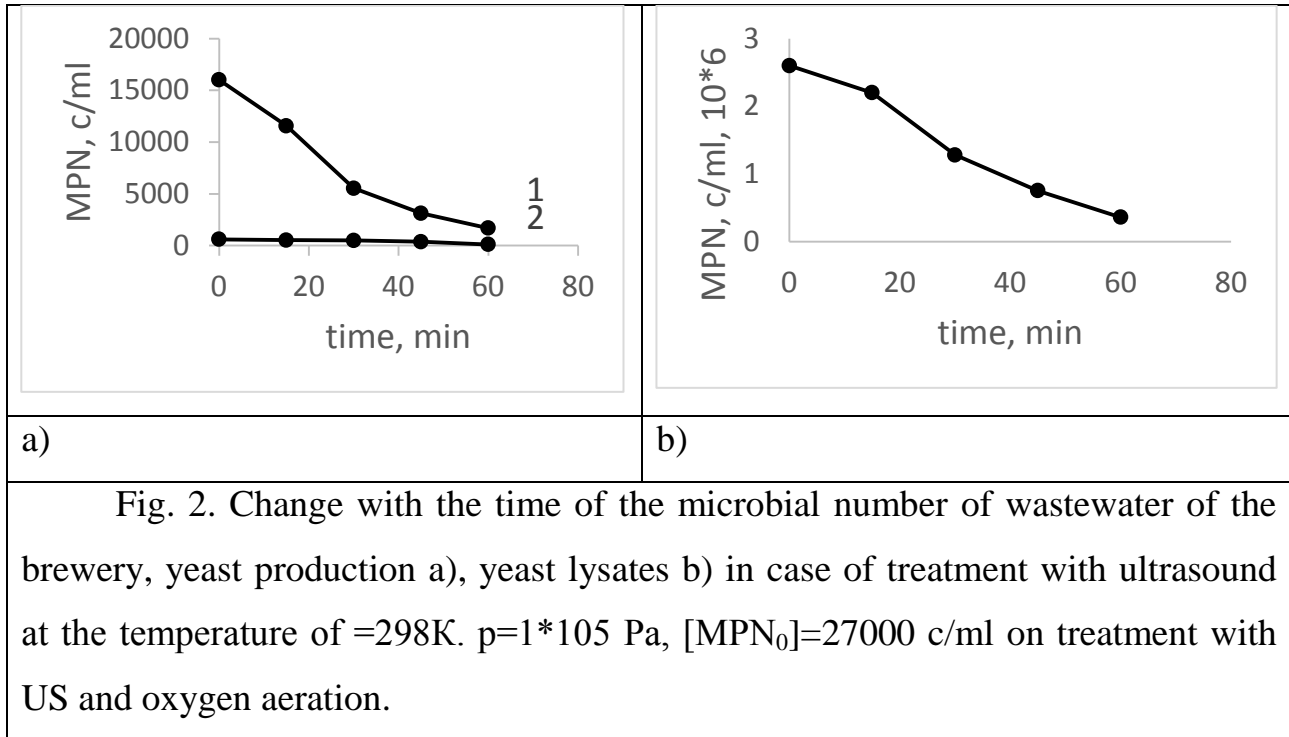 20000
15000
10000
5000
0
MPN, c/ml
1
2
0 20 40 60 80
time, min
3
2
1
0
MPN, c/ml, 10*6
0 20 40 60 80
time, min
a)
b)
Fig. 2. Change with the time of the microbial number of wastewater of the
brewery, yeast production a), yeast lysates b) in case of treatment with ultrasound
at the temperature of =298K. p=1*105 Pa, [MPN₀]=27000 c/ml on treatment with
US and oxygen aeration.